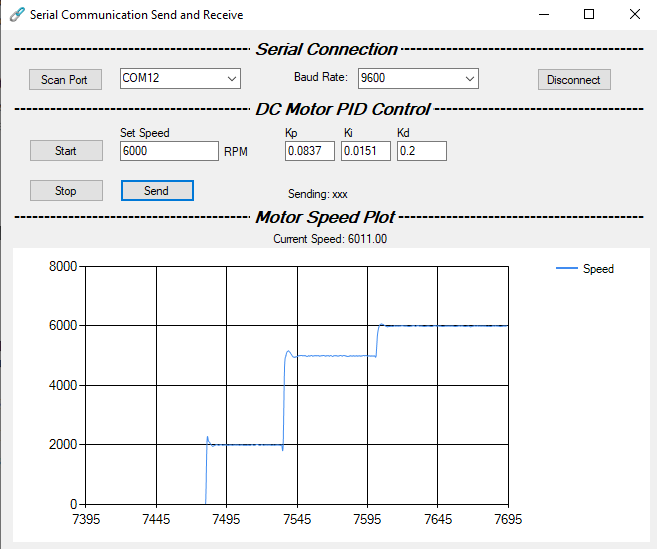 Serial Communication Send and Receive
Serial Connection
Scan Port COM12 Baud Rate: 9600 Disconnect
DC Motor PID Control
Set Speed Kp Ki Kd
Start 6000 RPM 0.0837 0.0151 0.2
Stop Send Sending: xxx
Motor Speed Plot
Current Speed: 6011.00
8000 Speed
6000
4000
2000
0
7395 7445 7495 7545 7595 7645 7695